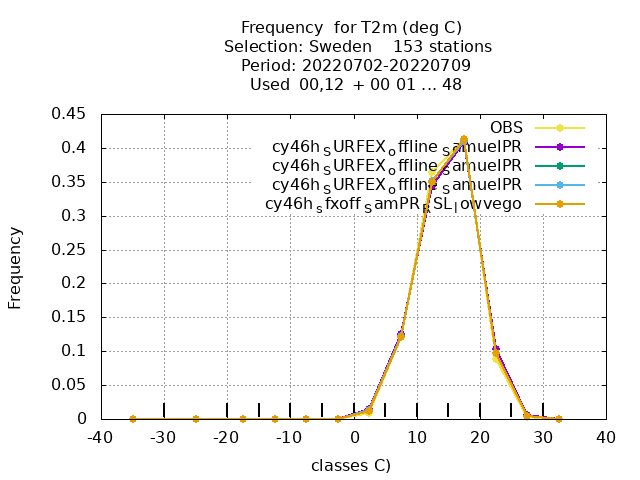 Frequency  for T2m (deg C)
Selection: Sweden    153 stations
Period: 20220702-20220709
Used  00,12  + 00 01 ... 48
0.45
0.4
0.35
0.3
0.25
0.2
0.15
0.1
0.05
0
Frequency
OBS
cy46h_SURFEX_offline_SamuelPR
cy46h_SURFEX_offline_SamuelPR
cy46h_SURFEX_offline_SamuelPR
cy46h_sfxoff_SamPR_RSL_lowvego
-40 -30 -20 -10 0 10 20 30 40
classes C)